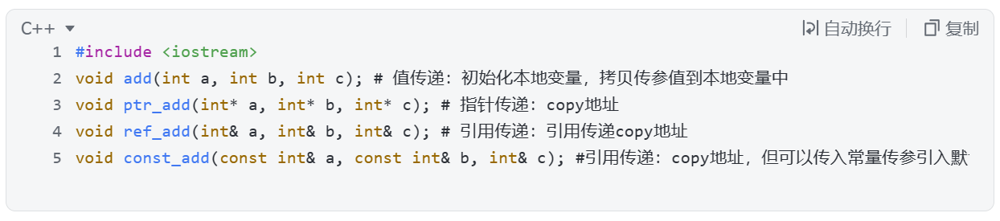 C++
自动换行
复制
1 #include <iostream>
2 void add(int a, int b, int c); # 值传递：初始化本地变量，拷贝传参值到本地变量中
3 void ptr_add(int* a, int* b, int* c); # 指针传递：copy地址
4 void ref_add(int& a, int& b, int& c); # 引用传递：引用传递copy地址
5 void const_add(const int& a, const int& b, int& c); #引用传递：copy地址，但可以传入常量传参引入默